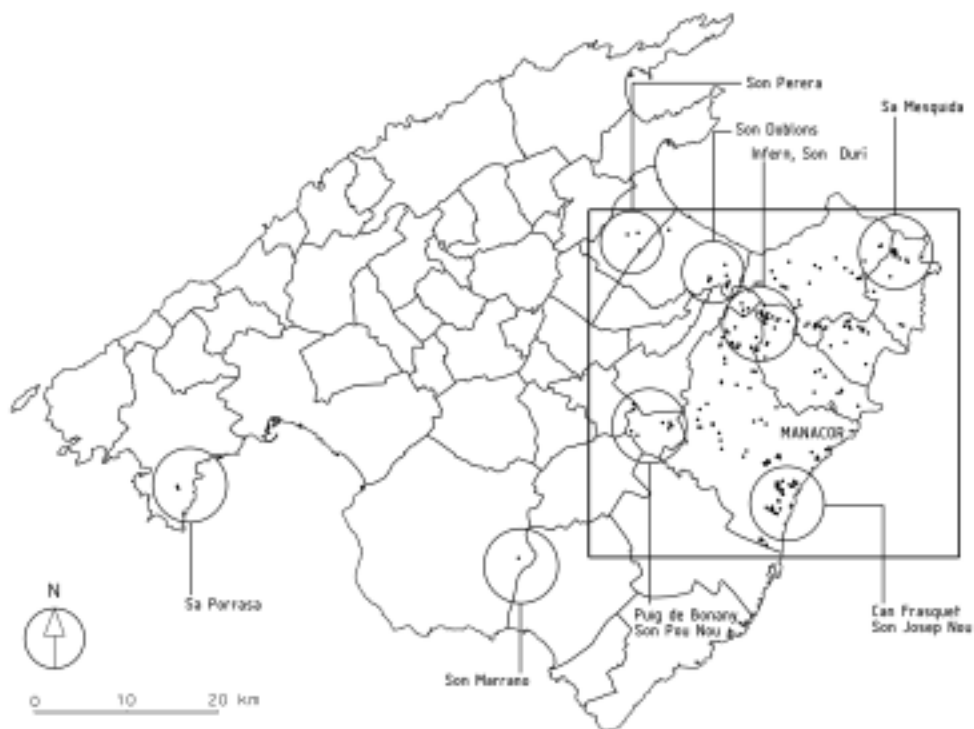 Son Perera
Sa Mesquida
Son Doblons
Infern, Son Duri
MANACOR
N
Sa Porrasa
Puig de Bonany
Son Pou Nou
Can Frasquet
Son Josep Nou
Son Marrano
0 10 20 km